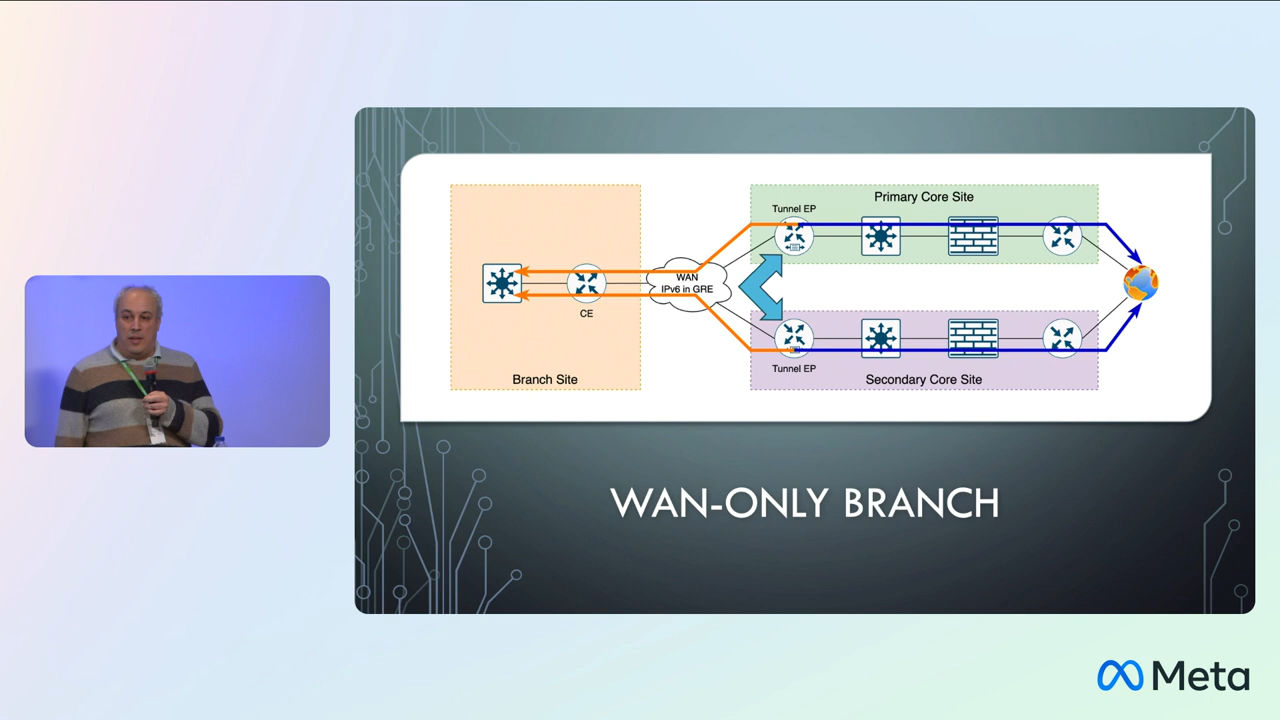 Primary Core Site
Tunnel EP
WAN
IPv6 in GRE
CE
Tunnel EP
Branch Site
Secondary Core Site
WAN-ONLY BRANCH
Meta